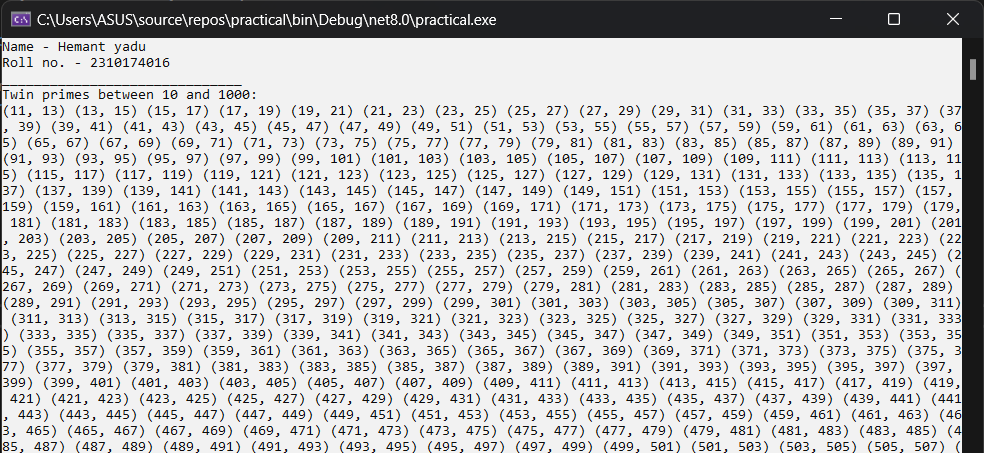 C:\Users\ASUS\source\repos\practical\bin\Debug\net8.0\practical.exe
Name - Hemant yadu
Roll no. - 2310174016
______________________________
Twin primes between 10 and 1000:
(11, 13) (13, 15) (15, 17) (17, 19) (19, 21) (21, 23) (23, 25) (25, 27) (27, 29) (29, 31) (31, 33) (33, 35) (35, 37) (37
, 39) (39, 41) (41, 43) (43, 45) (45, 47) (47, 49) (49, 51) (51, 53) (53, 55) (55, 57) (57, 59) (59, 61) (61, 63) (63, 6
5) (65, 67) (67, 69) (69, 71) (71, 73) (73, 75) (75, 77) (77, 79) (79, 81) (81, 83) (83, 85) (85, 87) (87, 89) (89, 91)
(91, 93) (93, 95) (95, 97) (97, 99) (99, 101) (101, 103) (103, 105) (105, 107) (107, 109) (109, 111) (111, 113) (113, 11
5) (115, 117) (117, 119) (119, 121) (121, 123) (123, 125) (125, 127) (127, 129) (129, 131) (131, 133) (133, 135) (135, 1
37) (137, 139) (139, 141) (141, 143) (143, 145) (145, 147) (147, 149) (149, 151) (151, 153) (153, 155) (155, 157) (157,
159) (159, 161) (161, 163) (163, 165) (165, 167) (167, 169) (169, 171) (171, 173) (173, 175) (175, 177) (177, 179) (179,
 181) (181, 183) (183, 185) (185, 187) (187, 189) (189, 191) (191, 193) (193, 195) (195, 197) (197, 199) (199, 201) (201
, 203) (203, 205) (205, 207) (207, 209) (209, 211) (211, 213) (213, 215) (215, 217) (217, 219) (219, 221) (221, 223) (22
3, 225) (225, 227) (227, 229) (229, 231) (231, 233) (233, 235) (235, 237) (237, 239) (239, 241) (241, 243) (243, 245) (2
45, 247) (247, 249) (249, 251) (251, 253) (253, 255) (255, 257) (257, 259) (259, 261) (261, 263) (263, 265) (265, 267) (
267, 269) (269, 271) (271, 273) (273, 275) (275, 277) (277, 279) (279, 281) (281, 283) (283, 285) (285, 287) (287, 289)
(289, 291) (291, 293) (293, 295) (295, 297) (297, 299) (299, 301) (301, 303) (303, 305) (305, 307) (307, 309) (309, 311)
 (311, 313) (313, 315) (315, 317) (317, 319) (319, 321) (321, 323) (323, 325) (325, 327) (327, 329) (329, 331) (331, 333
) (333, 335) (335, 337) (337, 339) (339, 341) (341, 343) (343, 345) (345, 347) (347, 349) (349, 351) (351, 353) (353, 35
5) (355, 357) (357, 359) (359, 361) (361, 363) (363, 365) (365, 367) (367, 369) (369, 371) (371, 373) (373, 375) (375, 3
77) (377, 379) (379, 381) (381, 383) (383, 385) (385, 387) (387, 389) (389, 391) (391, 393) (393, 395) (395, 397) (397,
399) (399, 401) (401, 403) (403, 405) (405, 407) (407, 409) (409, 411) (411, 413) (413, 415) (415, 417) (417, 419) (419,
 421) (421, 423) (423, 425) (425, 427) (427, 429) (429, 431) (431, 433) (433, 435) (435, 437) (437, 439) (439, 441) (441
, 443) (443, 445) (445, 447) (447, 449) (449, 451) (451, 453) (453, 455) (455, 457) (457, 459) (459, 461) (461, 463) (46
3, 465) (465, 467) (467, 469) (469, 471) (471, 473) (473, 475) (475, 477) (477, 479) (479, 481) (481, 483) (483, 485) (4
85, 487) (487, 489) (489, 491) (491, 493) (493, 495) (495, 497) (497, 499) (499, 501) (501, 503) (503, 505) (505, 507) (